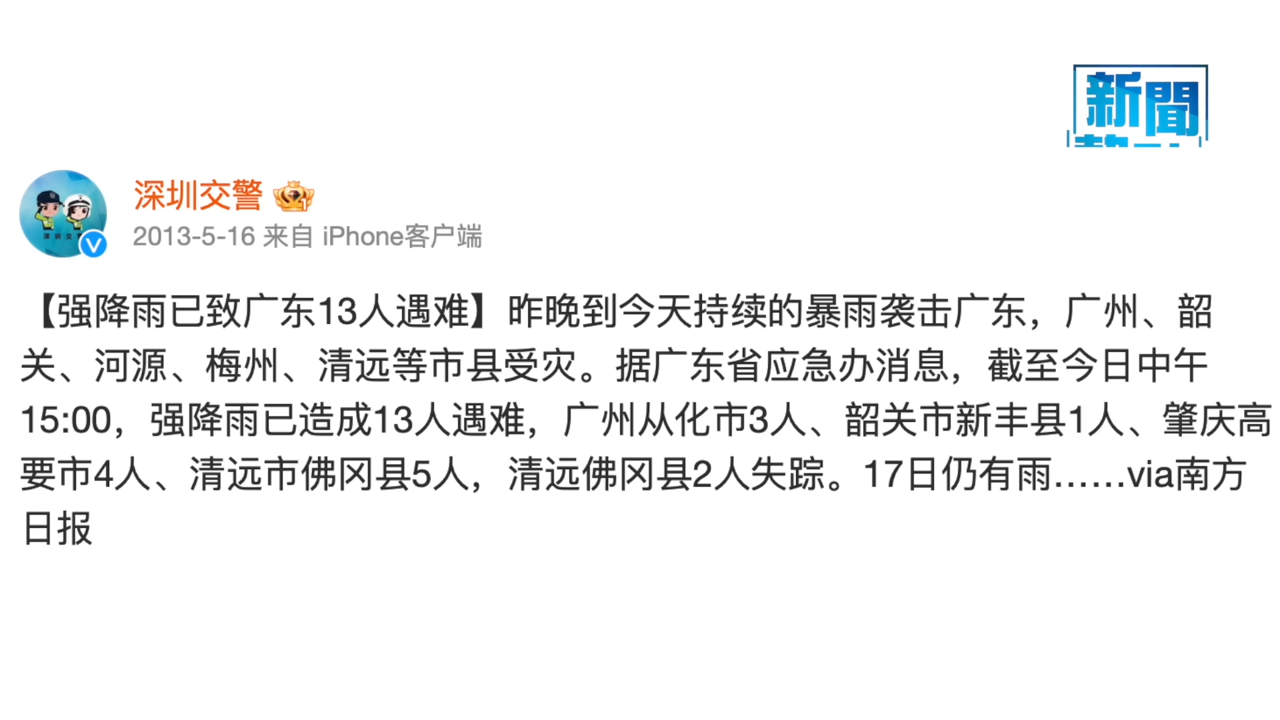 新聞
深圳交警
2013-5-16 来自 iPhone客户端
【强降雨已致广东13人遇难】昨晚到今天持续的暴雨袭击广东，广州、韶
关、河源、梅州、清远等市县受灾。据广东省应急办消息，截至今日中午
15:00，强降雨已造成13人遇难，广州从化市3人、韶关市新丰县1人、肇庆高
要市4人、清远市佛冈县5人，清远佛冈县2人失踪。17日仍有雨……via南方
日报